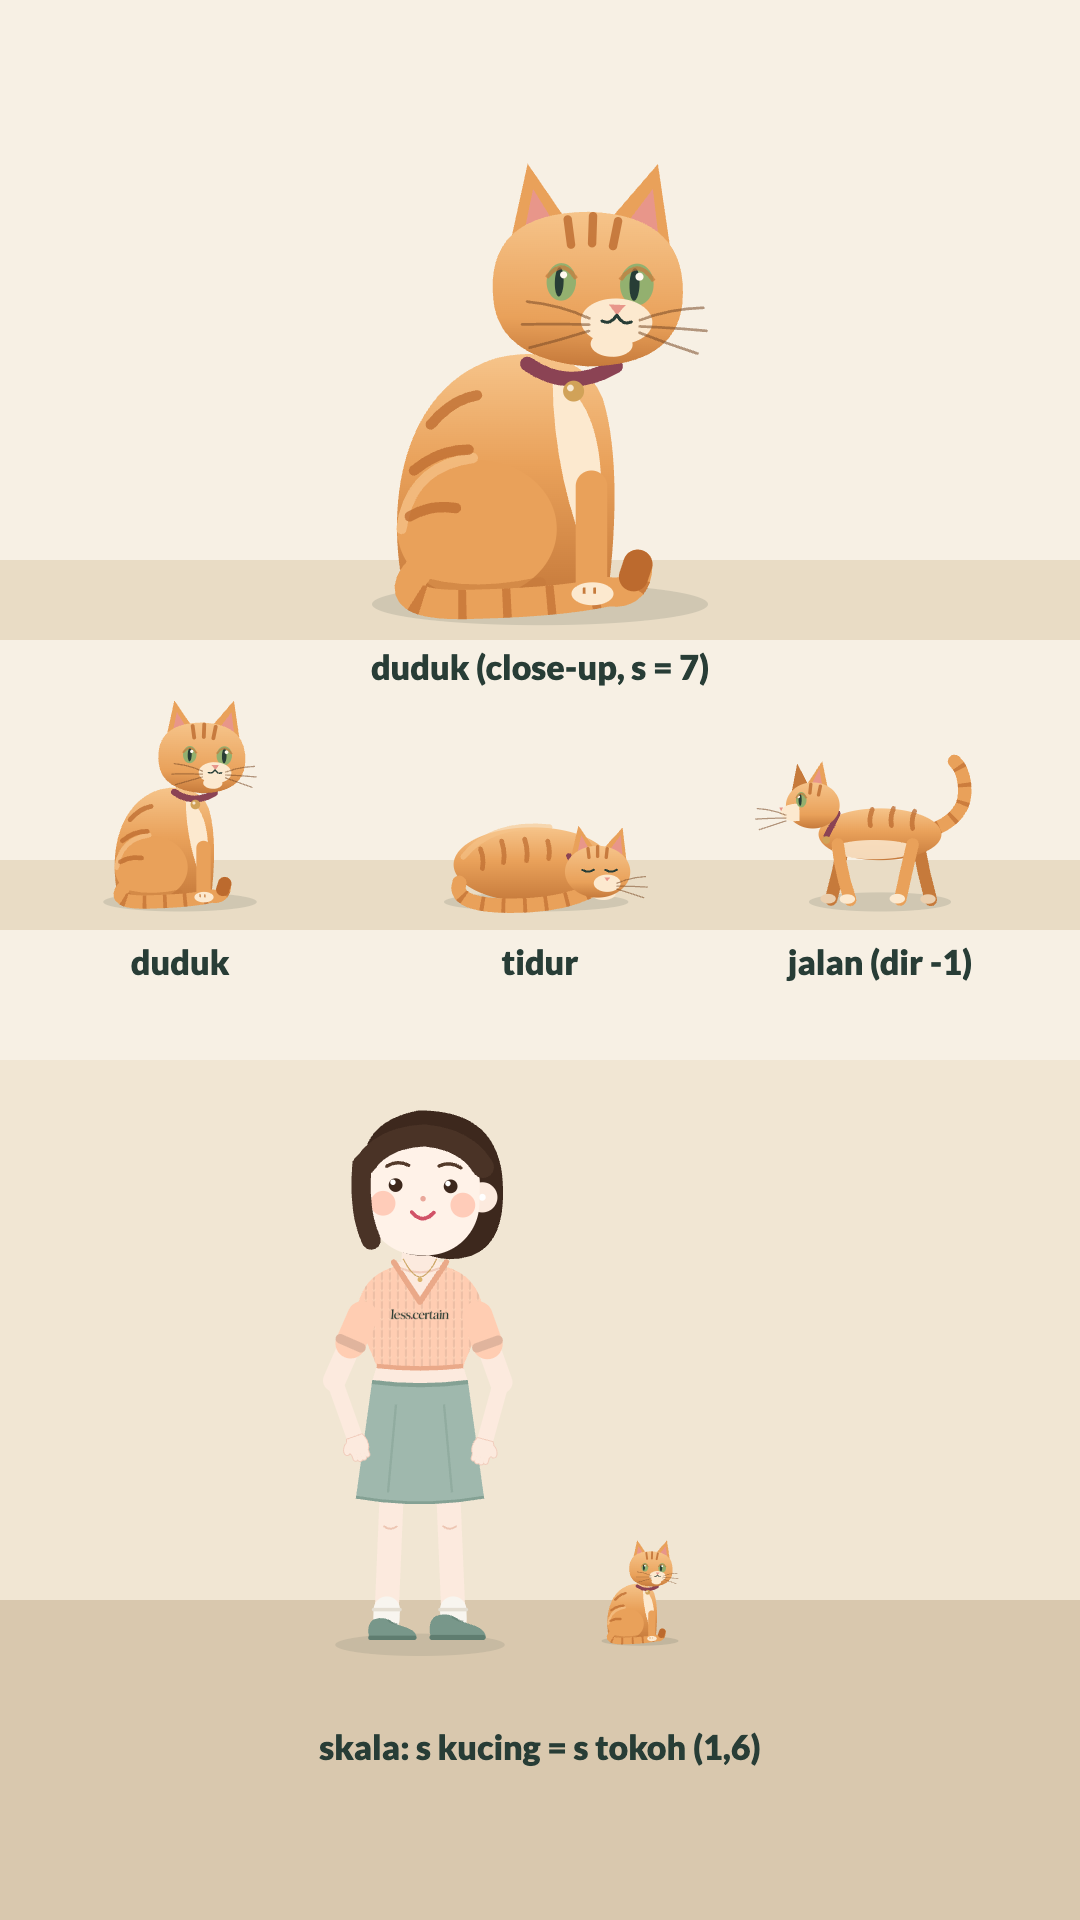 duduk (close-up, s = 7)
duduk
tidur
jalan (dir -1)
less.certain
skala: s kucing = s tokoh (1,6)